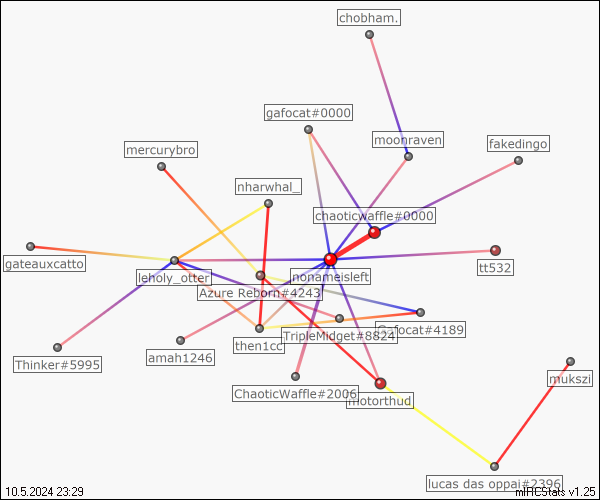 chobham.
gafocat#0000
moonraven
fakedingo
mercurybro
nharwhal_
chaoticwaffle#0000
gateauxcatto
leholy_otter
nonameisleft
tt532
Azure Reborn#4243
TripleMidget#8824
Gafocat#4189
then1cc
Thinker#5995
amah1246
ChaoticWaffle#2006
motorthud
mukszi
lucas das oppai#2396
10.5.2024 23:29
mIRCStats v1.25